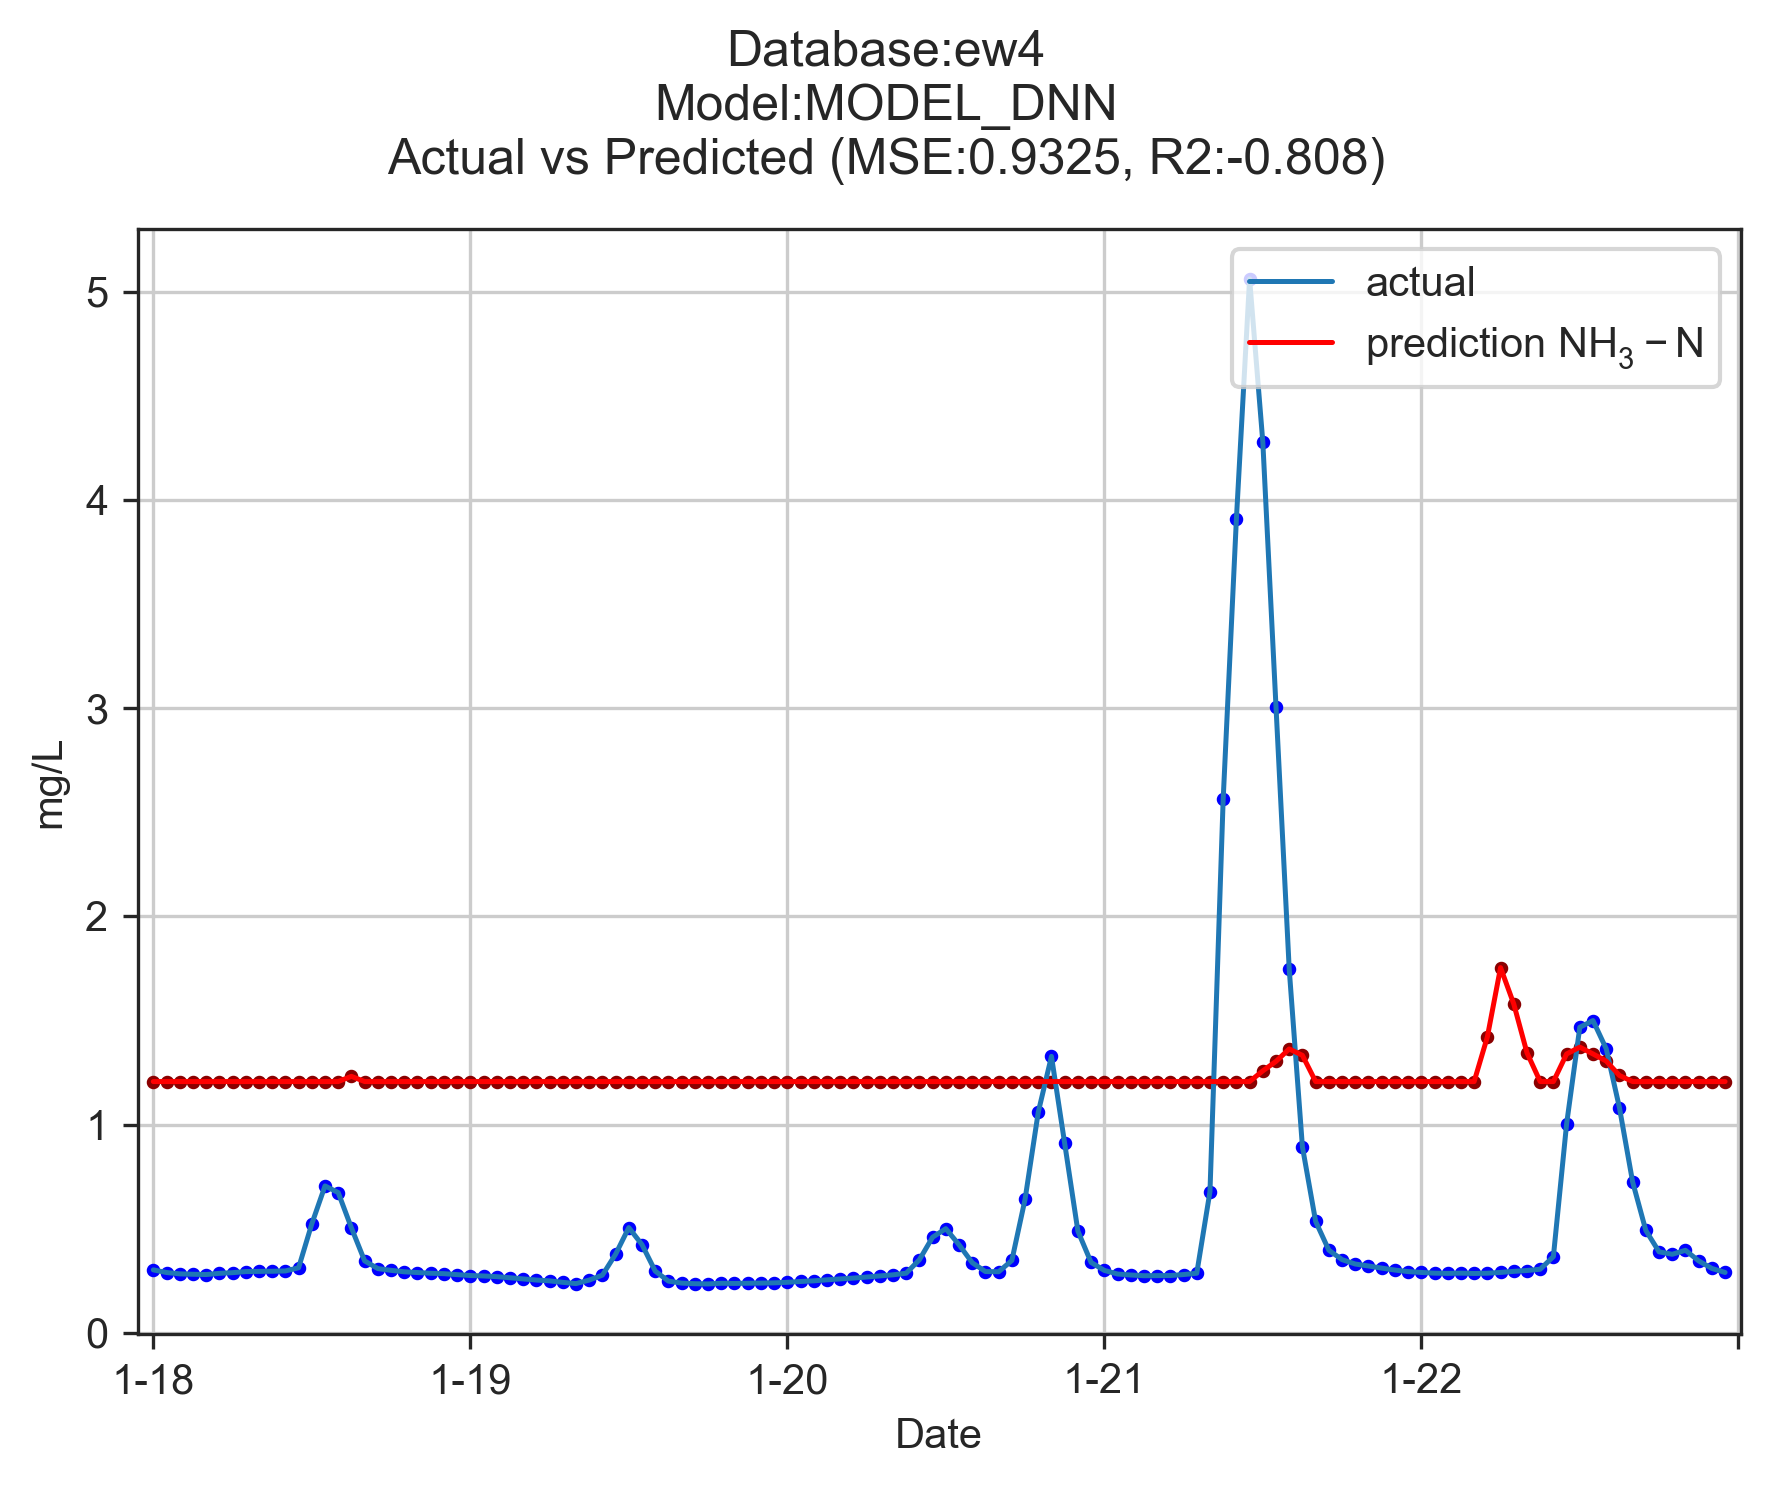 Database:ew4
Model:MODEL_DNN
Actual vs Predicted (MSE:0.9325, R2:-0.808)
actual
prediction NH₃ − N
5
4
3
2
1
0
mg/L
1-18 1-19 1-20 1-21 1-22
Date